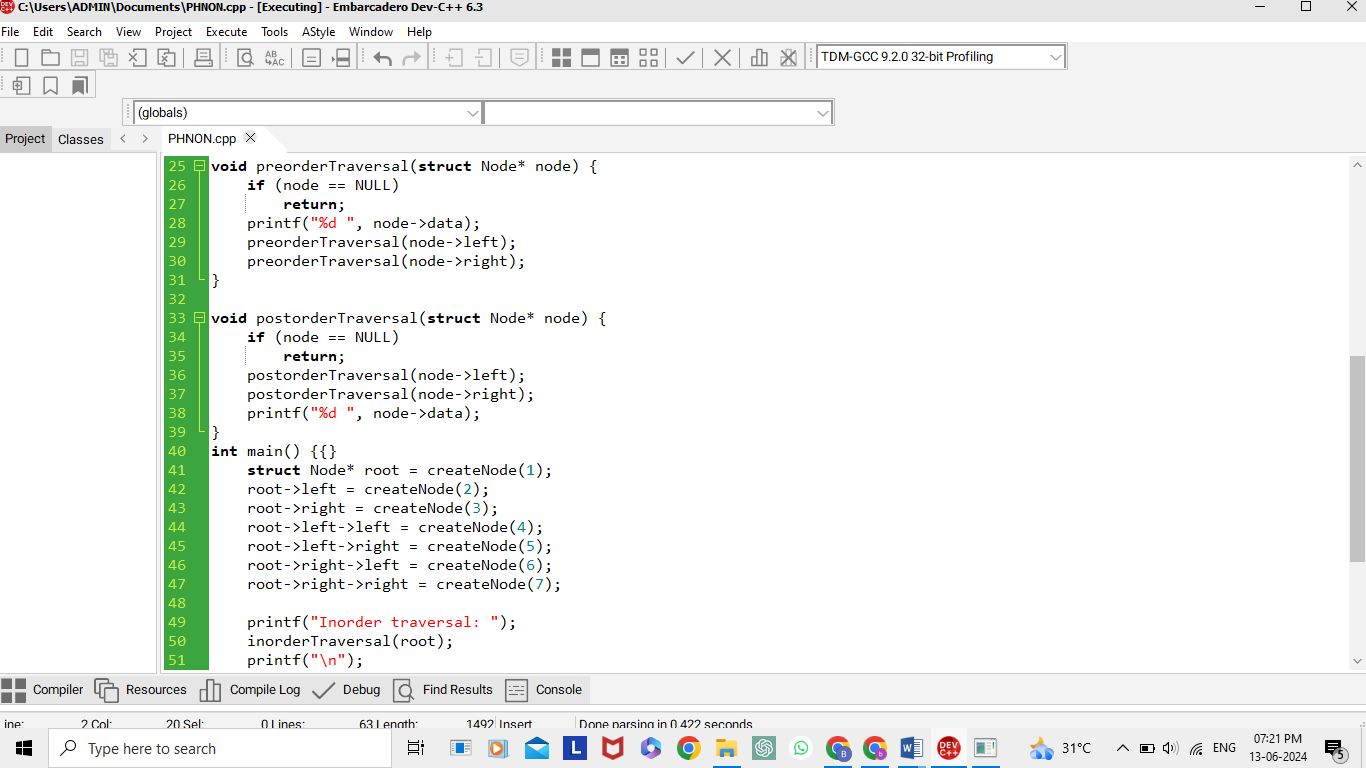 C:\Users\ADMIN\Documents\PHNON.cpp - [Executing] - Embarcadero Dev-C++ 6.3
File Edit Search View Project Execute Tools AStyle Window Help
TDM-GCC 9.2.0 32-bit Profiling
(globals)
Project Classes PHNON.cpp
25 void preorderTraversal(struct Node* node) {
26     if (node == NULL)
27         return;
28     printf("%d ", node->data);
29     preorderTraversal(node->left);
30     preorderTraversal(node->right);
31 }
32
33 void postorderTraversal(struct Node* node) {
34     if (node == NULL)
35         return;
36     postorderTraversal(node->left);
37     postorderTraversal(node->right);
38     printf("%d ", node->data);
39 }
40 int main() {{}
41     struct Node* root = createNode(1);
42     root->left = createNode(2);
43     root->right = createNode(3);
44     root->left->left = createNode(4);
45     root->left->right = createNode(5);
46     root->right->left = createNode(6);
47     root->right->right = createNode(7);
48
49     printf("Inorder traversal: ");
50     inorderTraversal(root);
51     printf("\n");
Compiler Resources Compile Log Debug Find Results Console
ine: 2 Col: 20 Sel: 0 Lines: 63 Length: 1492 Insert Done parsing in 0.422 seconds
Type here to search
31°C ENG 07:21 PM
13-06-2024
5